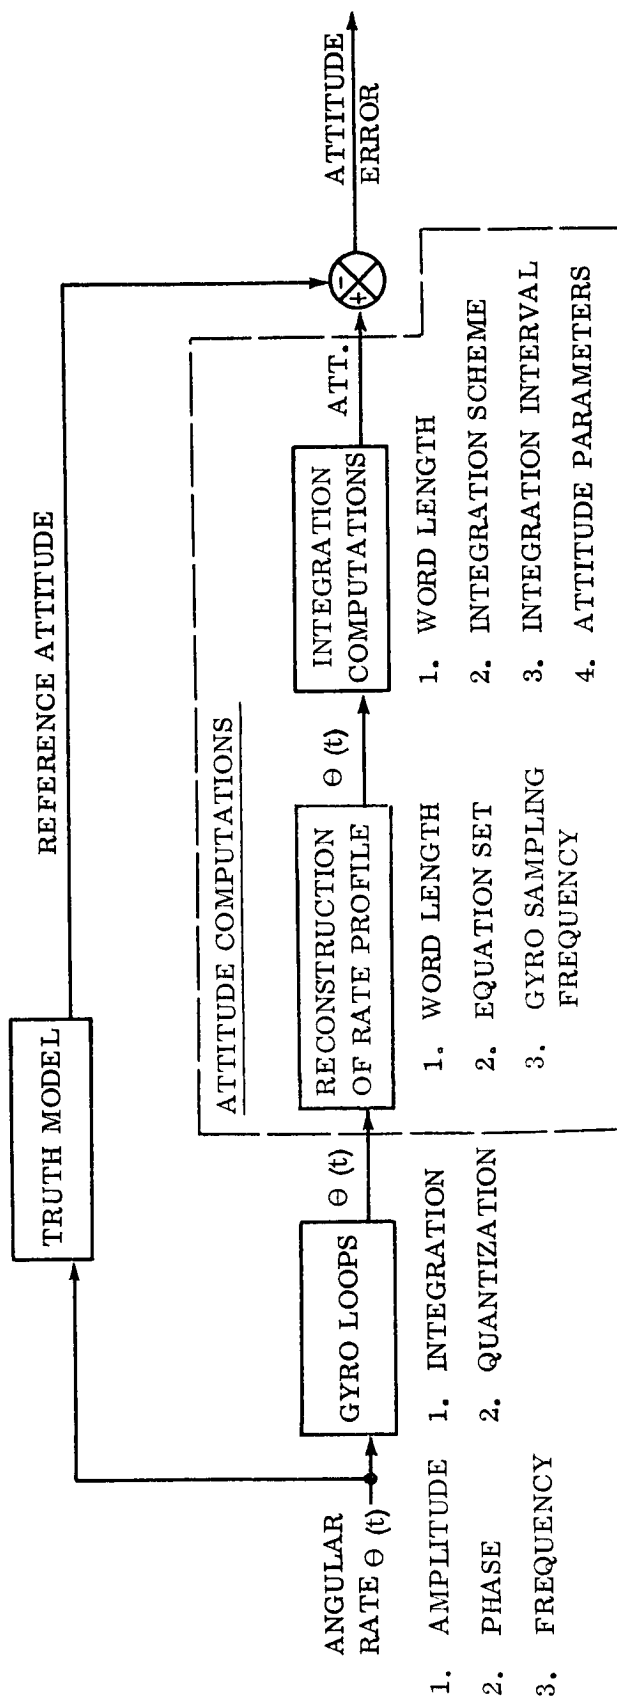 REFERENCE ATTITUDE
TRUTH MODEL
ATTITUDE COMPUTATIONS
ANGULAR
RATE Θ (t)
GYRO LOOPS
Θ (t)
RECONSTRUCTION
OF RATE PROFILE
Θ (t)
INTEGRATION
COMPUTATIONS
ATT.
+
-
ATTITUDE
ERROR
1. AMPLITUDE
2. PHASE
3. FREQUENCY
1. INTEGRATION
2. QUANTIZATION
1. WORD LENGTH
2. EQUATION SET
3. GYRO SAMPLING
FREQUENCY
1. WORD LENGTH
2. INTEGRATION SCHEME
3. INTEGRATION INTERVAL
4. ATTITUDE PARAMETERS